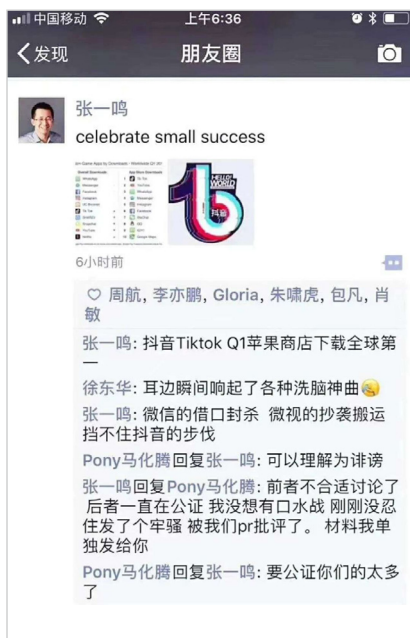 中国移动
上午6:36
发现
朋友圈
张一鸣
celebrate small success
HELLO!
WORLD
抖音
6小时前
周航, 李亦鹏, Gloria, 朱啸虎, 包凡, 肖
敏
张一鸣: 抖音Tiktok Q1苹果商店下载全球第
一
徐东华: 耳边瞬间响起了各种洗脑神曲
张一鸣: 微信的借口封杀 微视的抄袭搬运
挡不住抖音的步伐
Pony马化腾回复张一鸣: 可以理解为诽谤
张一鸣回复Pony马化腾: 前者不合适讨论了
后者一直在公证 我没想有口水战 刚刚没忍
住发了个牢骚 被我们pr批评了。 材料我单
独发给你
Pony马化腾回复张一鸣: 要公证你们的太多
了